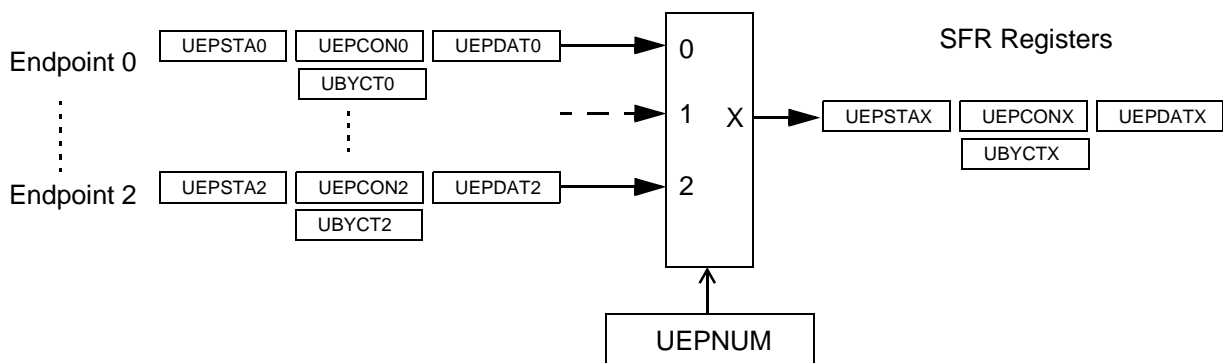 Endpoint 0
UEPSTA0 UEPCON0 UEPDAT0
UBYCT0
0
SFR Registers
1 X
UEPSTAX UEPCONX UEPDATX
UBYCTX
Endpoint 2
UEPSTA2 UEPCON2 UEPDAT2
UBYCT2
2
UEPNUM